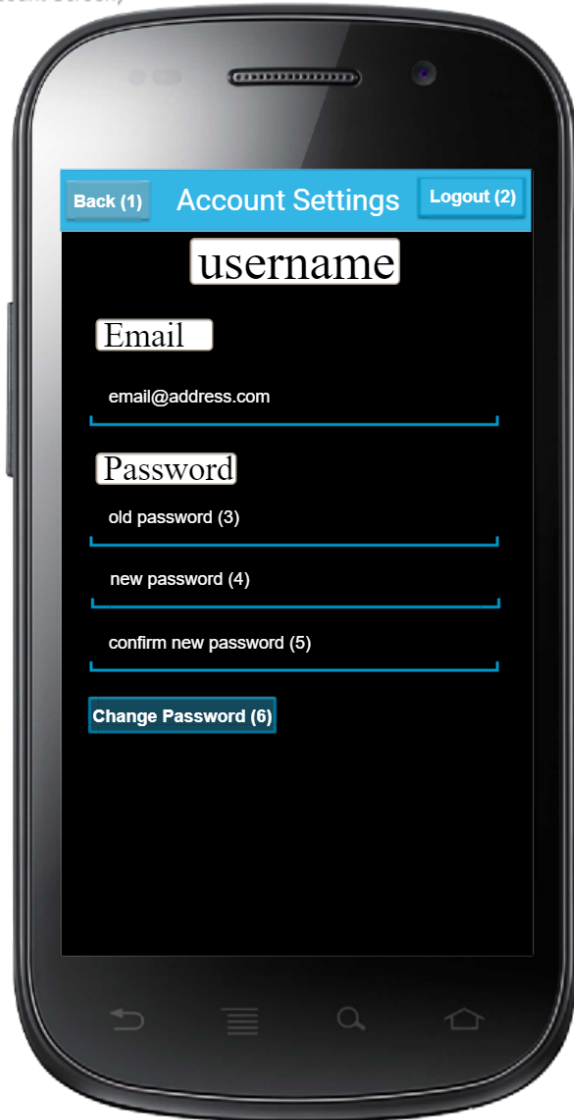 Back (1) Account Settings Logout (2)
username
Email
email@address.com
Password
old password (3)
new password (4)
confirm new password (5)
Change Password (6)